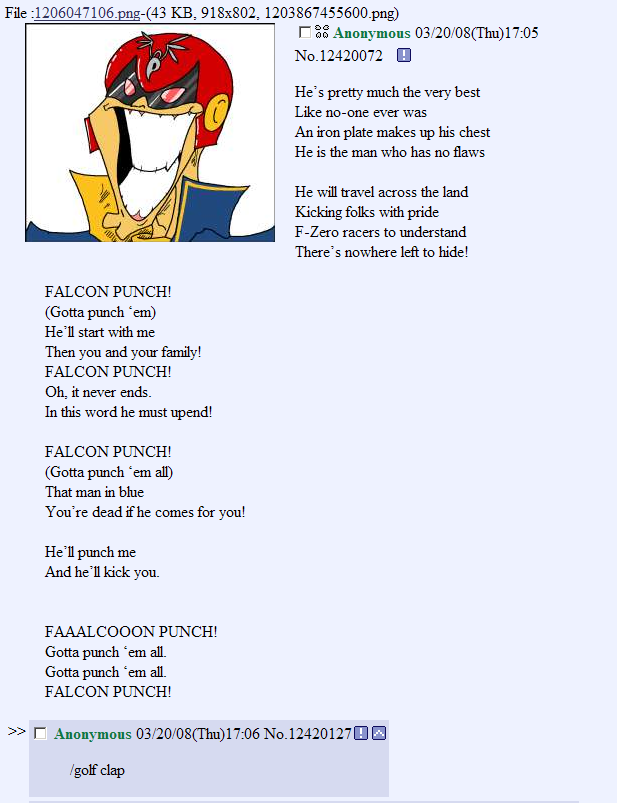 File :1206047106.png-(43 KB, 918x802, 1203867455600.png)
Anonymous 03/20/08(Thu)17:05
No.12420072
He's pretty much the very best
Like no-one ever was
An iron plate makes up his chest
He is the man who has no flaws
He will travel across the land
Kicking folks with pride
F-Zero racers to understand
There's nowhere left to hide!
FALCON PUNCH!
(Gotta punch ‘em)
He'll start with me
Then you and your family!
FALCON PUNCH!
Oh, it never ends.
In this word he must upend!
FALCON PUNCH!
(Gotta punch ‘em all)
That man in blue
You're dead if he comes for you!
He'll punch me
And he'll kick you.
FAAALCOOON PUNCH!
Gotta punch ‘em all.
Gotta punch ‘em all.
FALCON PUNCH!
>> Anonymous 03/20/08(Thu)17:06 No.12420127
/golf clap